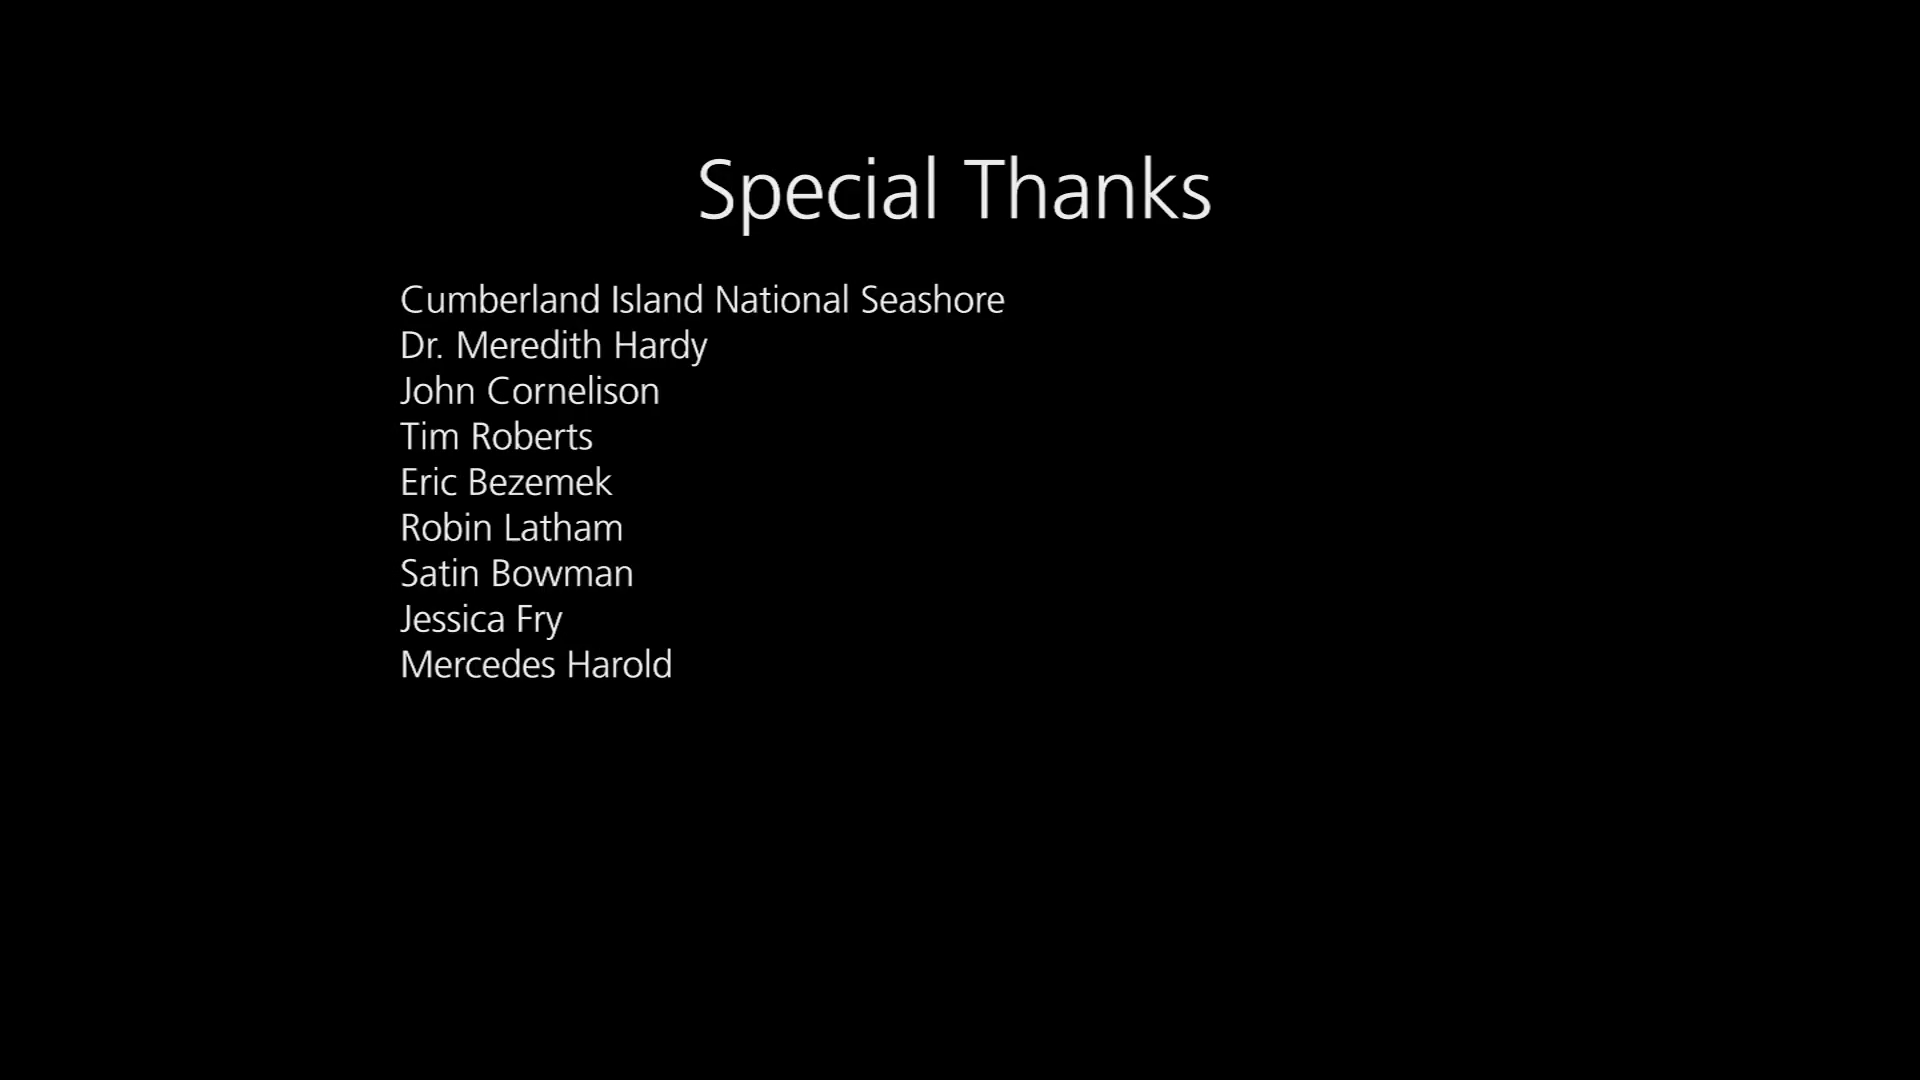 Special Thanks
Cumberland Island National Seashore
Dr. Meredith Hardy
John Cornelison
Tim Roberts
Eric Bezemek
Robin Latham
Satin Bowman
Jessica Fry
Mercedes Harold